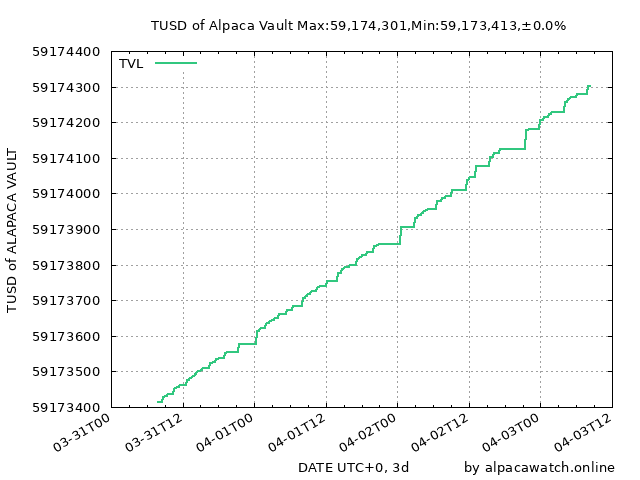 TUSD of Alpaca Vault Max:59,174,301,Min:59,173,413,±0.0%
TVL
TUSD of ALAPACA VAULT
59174400
59174300
59174200
59174100
59174000
59173900
59173800
59173700
59173600
59173500
59173400
03-31T00
03-31T12
04-01T00
04-01T12
04-02T00
04-02T12
04-03T00
04-03T12
DATE UTC+0, 3d
by alpacawatch.online